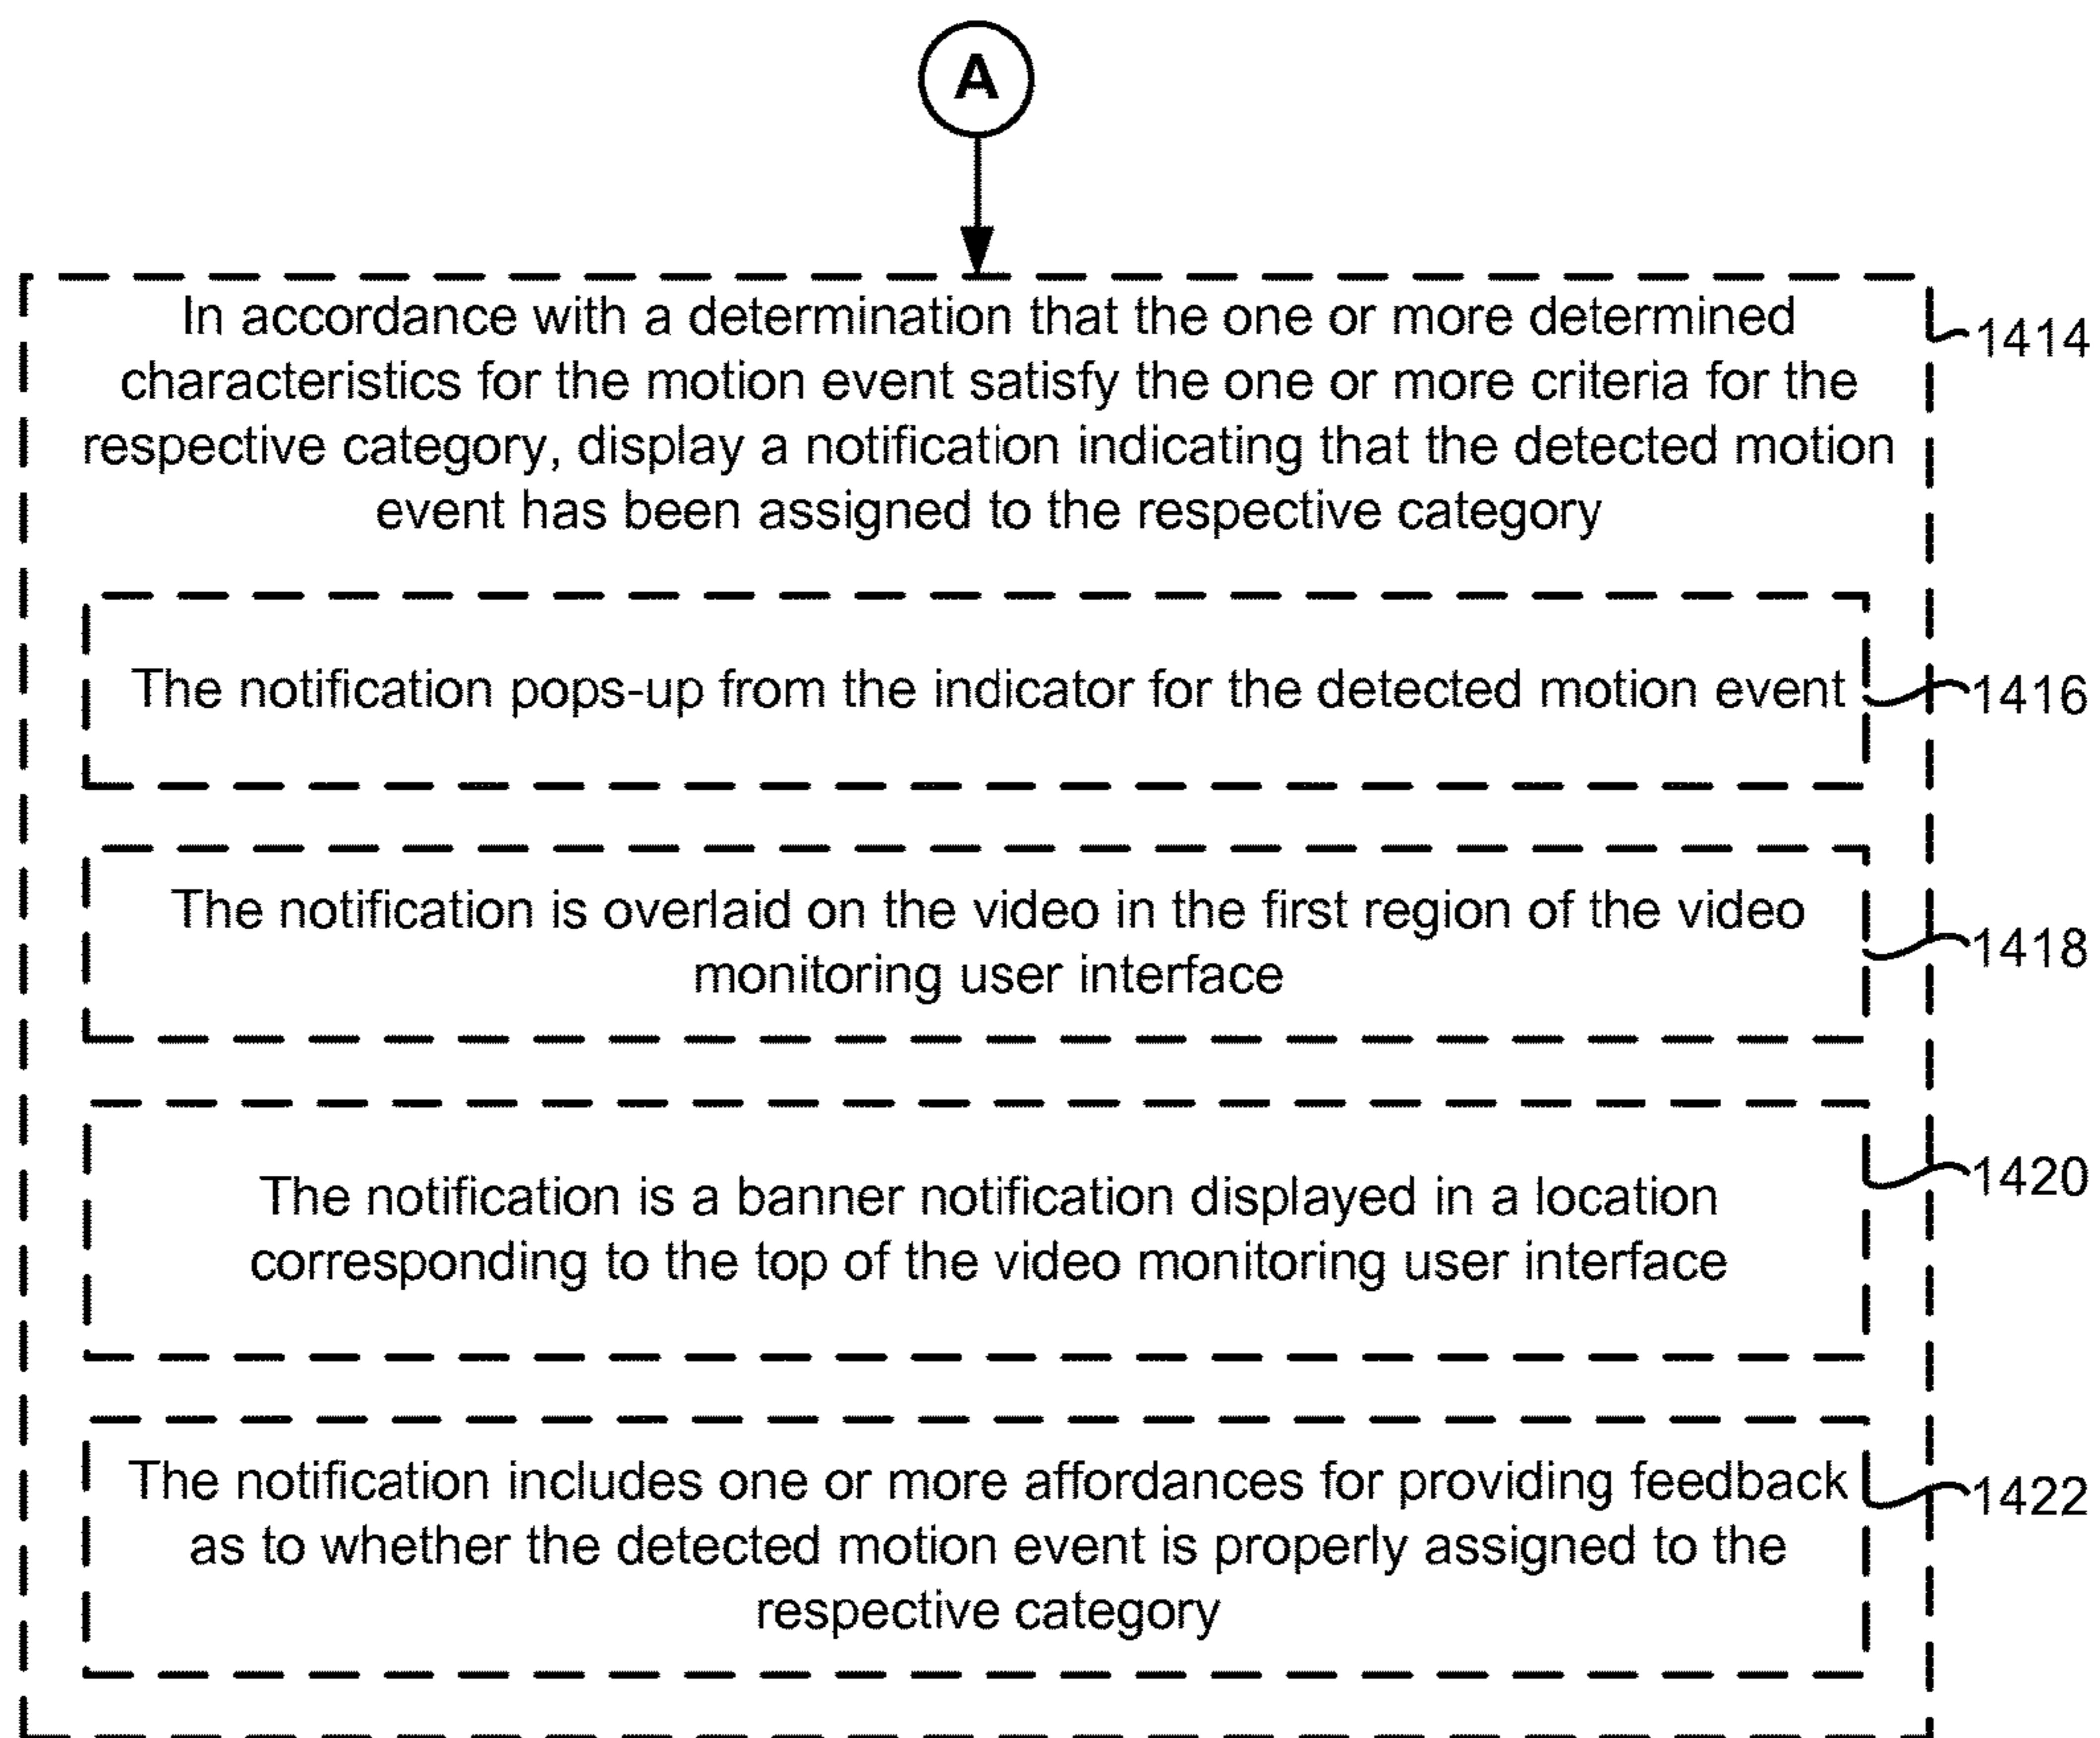 A
In accordance with a determination that the one or more determined
characteristics for the motion event satisfy the one or more criteria for the
respective category, display a notification indicating that the detected motion
event has been assigned to the respective category
1414
The notification pops-up from the indicator for the detected motion event
1416
The notification is overlaid on the video in the first region of the video
monitoring user interface
1418
The notification is a banner notification displayed in a location
corresponding to the top of the video monitoring user interface
1420
The notification includes one or more affordances for providing feedback
as to whether the detected motion event is properly assigned to the
respective category
1422